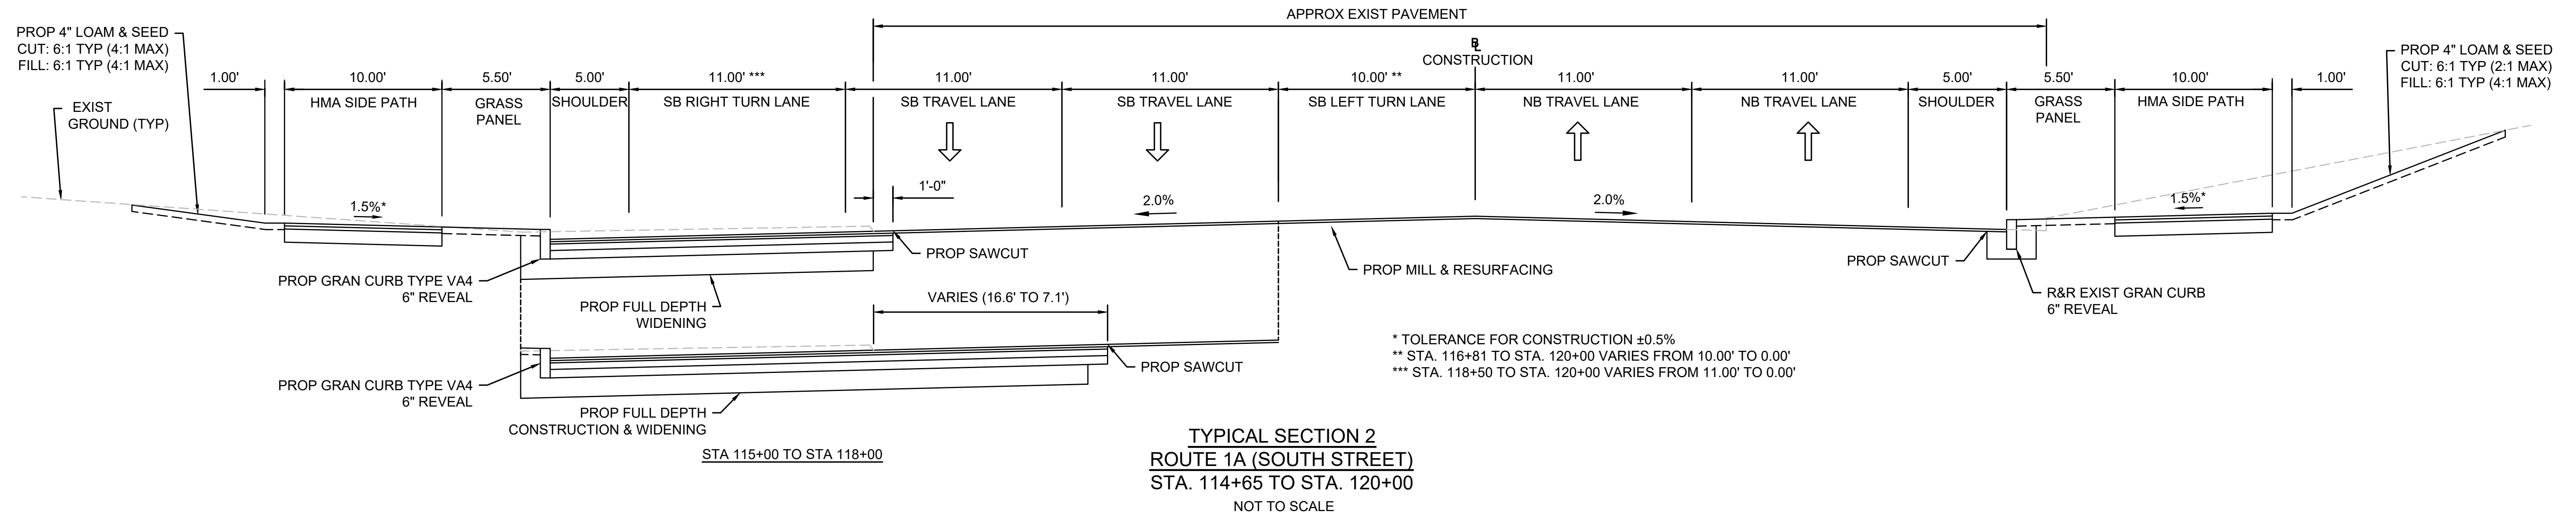 APPROX EXIST PAVEMENT
PROP 4" LOAM & SEED
CUT: 6:1 TYP (4:1 MAX)
FILL: 6:1 TYP (4:1 MAX)
EXIST
GROUND (TYP)
B
L
CONSTRUCTION
PROP 4" LOAM & SEED
CUT: 6:1 TYP (2:1 MAX)
FILL: 6:1 TYP (4:1 MAX)
1.00' 10.00' 5.50' 5.00' 11.00' *** 11.00' 11.00' 10.00' ** 11.00' 11.00' 5.00' 5.50' 10.00' 1.00'
HMA SIDE PATH
GRASS
PANEL
SHOULDER
SB RIGHT TURN LANE
SB TRAVEL LANE
SB TRAVEL LANE
SB LEFT TURN LANE
NB TRAVEL LANE
NB TRAVEL LANE
SHOULDER
GRASS
PANEL
HMA SIDE PATH
1.5%*
1'-0"
2.0%
2.0%
1.5%*
PROP GRAN CURB TYPE VA4
6" REVEAL
PROP FULL DEPTH
WIDENING
PROP SAWCUT
PROP MILL & RESURFACING
PROP SAWCUT
R&R EXIST GRAN CURB
6" REVEAL
VARIES (16.6' TO 7.1')
PROP GRAN CURB TYPE VA4
6" REVEAL
PROP FULL DEPTH
CONSTRUCTION & WIDENING
PROP SAWCUT
STA 115+00 TO STA 118+00
* TOLERANCE FOR CONSTRUCTION ±0.5%
** STA. 116+81 TO STA. 120+00 VARIES FROM 10.00' TO 0.00'
*** STA. 118+50 TO STA. 120+00 VARIES FROM 11.00' TO 0.00'
TYPICAL SECTION 2
ROUTE 1A (SOUTH STREET)
STA. 114+65 TO STA. 120+00
NOT TO SCALE